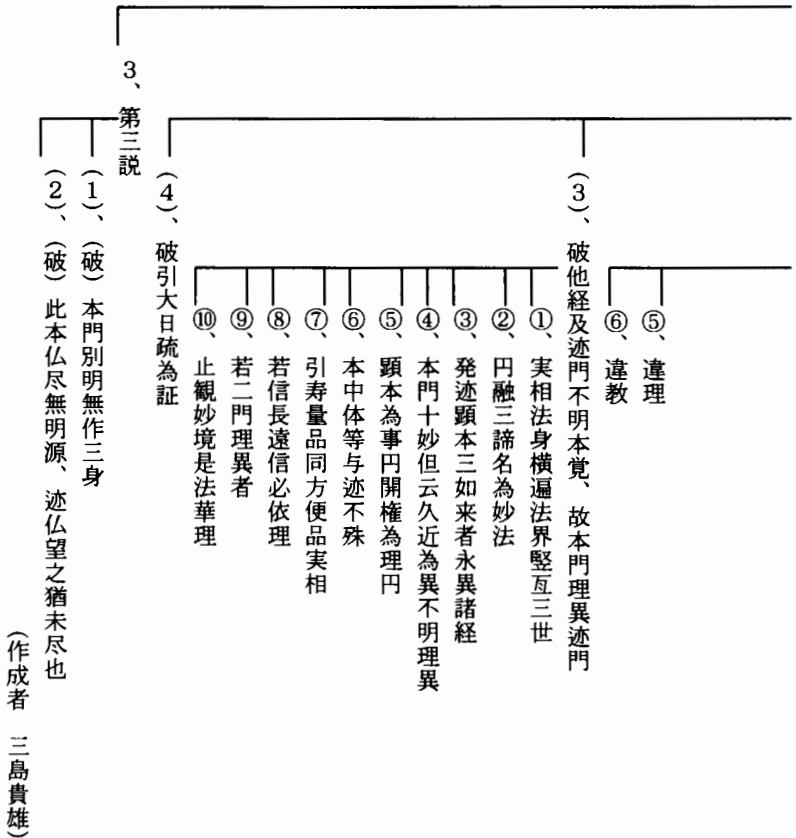 ⑤、違理
⑥、違教
(3)、破他経及迹門不明本覚、故本門理異迹門
①、実相法身横遍法界竪亙三世
②、円融三諦名為妙法
③、発迹顕本三如来者永異諸経
④、本門十妙但云久近為異不明理異
⑤、顕本為事円開権為理円
⑥、本中体等与迹不殊
⑦、引寿量品同方便品実相
⑧、若信長遠信必依理
⑨、若二門理異者
⑩、止観妙境是法華理
(4)、破引大日疏為証
3、第三説
(1)、(破)本門別明無作三身
(2)、(破)此本仏尽無明源、迹仏望之猶未尽也
(作成者　三島貴雄)